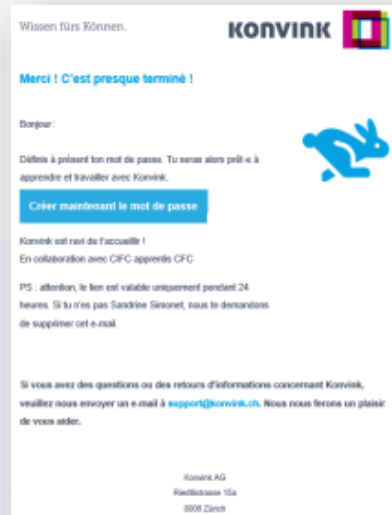 Wissen fürs Können.
KONVINK
Merci ! C'est presque terminé !
Bonjour !
Définis à présent ton mot de passe. Tu seras alors prêt-e à
apprendre et travailler avec Konvink.
Créer maintenant le mot de passe
Konvink est ravi de t'accueillir !
En collaboration avec CIFC apprentis CFC
PS : attention, le lien est valable uniquement pendant 24
heures. Si tu n'es pas Sandrine Simonet, nous te demandons
de supprimer cet e-mail.
Si vous avez des questions ou des retours d'informations concernant Konvink,
veuillez nous envoyer un e-mail à support@konvink.ch. Nous nous ferons un plaisir
de vous aider.
Konvink AG
Riedtlistrasse 15a
8006 Zürich